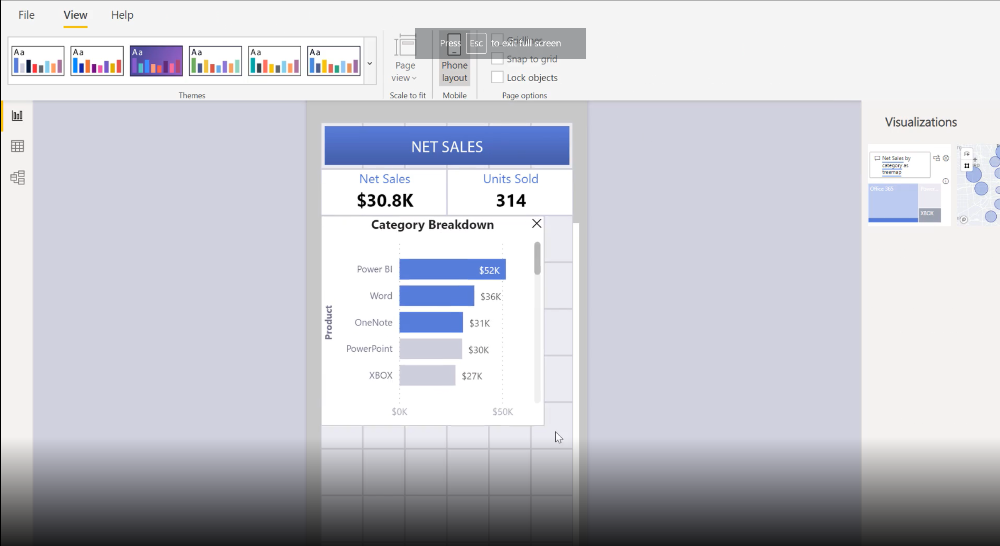 File
View
Help
Aa
Aa
Aa
Aa
Aa
Aa
Themes
Page
view
Scale to fit
Press Esc to exit full screen
Phone
layout
Mobile
Gridlines
Snap to grid
Lock objects
Page options
Visualizations
NET SALES
Net Sales
$30.8K
Units Sold
314
Category Breakdown
Product
Power BI
$52K
Word
$36K
OneNote
$31K
PowerPoint
$30K
XBOX
$27K
$0K
$50K
Net Sales by
category as
treemap
Office 365
Power...
XBOX